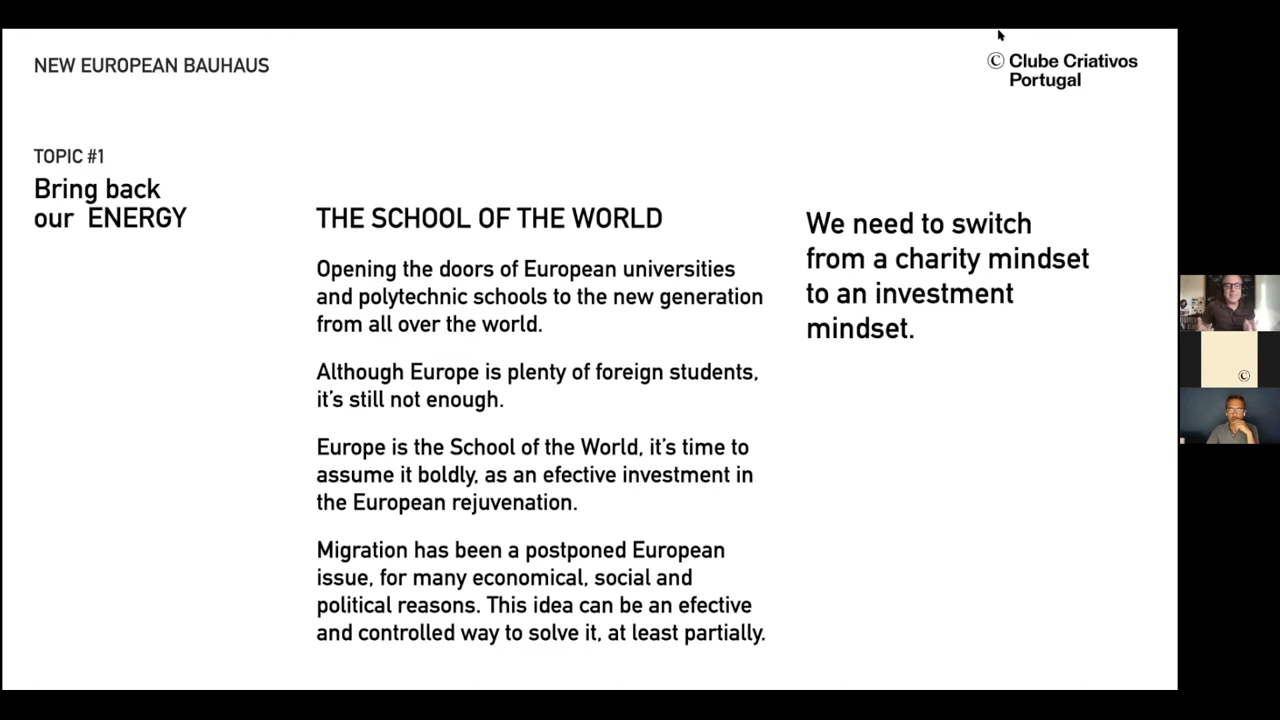 NEW EUROPEAN BAUHAUS
© Clube Criativos
Portugal
TOPIC #1
Bring back
our ENERGY
THE SCHOOL OF THE WORLD
Opening the doors of European universities
and polytechnic schools to the new generation
from all over the world.
Although Europe is plenty of foreign students,
it's still not enough.
Europe is the School of the World, it's time to
assume it boldly, as an efective investment in
the European rejuvenation.
Migration has been a postponed European
issue, for many economical, social and
political reasons. This idea can be an efective
and controlled way to solve it, at least partially.
We need to switch
from a charity mindset
to an investment
mindset.
©